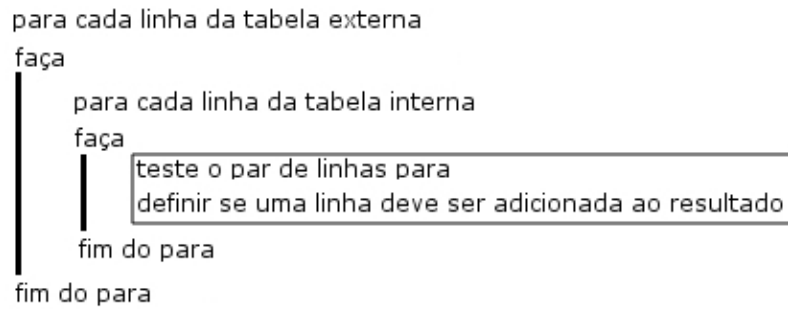 para cada linha da tabela externa
faça
para cada linha da tabela interna
faça
teste o par de linhas para
definir se uma linha deve ser adicionada ao resultado
fim do para
fim do para